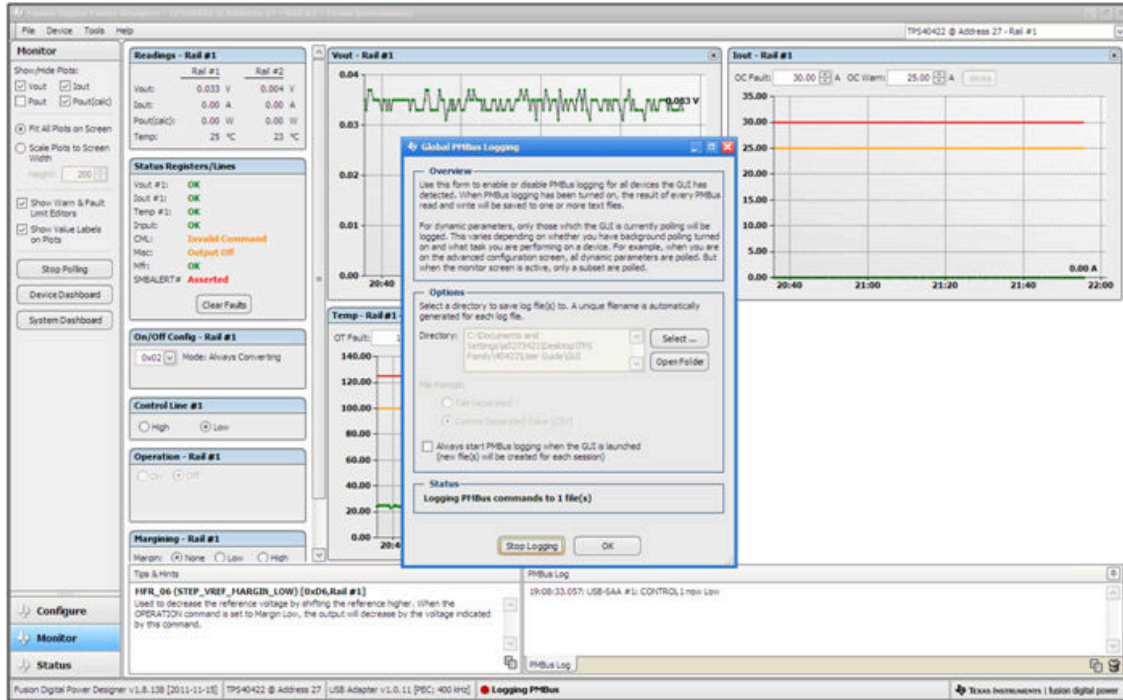 File Device Tools Help
TPS40422 @ Address 27 - Rail #1
Monitor
Show/Hide Plots:
Vout Iout
Pout Pout(calc)
Fit All Plots on Screen
Scale Plots to Screen
Width
Height: 200
Show Warn & Fault
Limit Editors
Show Value Labels
on Plots
Stop Polling
Device Dashboard
System Dashboard
Configure
Monitor
Status
Readings - Rail #1
Rail #1 Rail #2
Vout: 0.033 V 0.004 V
Iout: 0.00 A 0.00 A
Pout(calc): 0.00 W 0.00 W
Temp: 25 °C 23 °C
Status Registers/Lines
Vout #1: OK
Iout #1: OK
Temp #1: OK
Input: OK
CML: Invalid Command
Misc: Output Off
Mfr: OK
SMBALERT# Asserted
Clear Faults
On/Off Config - Rail #1
0x02 Mode: Always Converting
Control Line #1
High Low
Operation - Rail #1
On Off
Margining - Rail #1
Margin: None Low High
Vout - Rail #1
0.04
0.03
0.02
0.01
0.00
20:40
0.033 V
Temp - Rail #1 -
OT Fault: 1
140.00
120.00
100.00
80.00
60.00
40.00
20.00
0.00
20:4
Iout - Rail #1
OC Fault: 30.00 A OC Warn: 25.00 A
35.00
30.00
25.00
20.00
15.00
10.00
5.00
0.00
0.00 A
20:40 21:00 21:20 21:40 22:00
Global PMBus Logging
Overview
Use this form to enable or disable PMBus logging for all devices the GUI has
detected. When PMBus logging has been turned on, the result of every PMBus
read and write will be saved to one or more text files.
For dynamic parameters, only those which the GUI is currently polling will be
logged. This varies depending on whether you have background polling turned
on and what task you are performing on a device. For example, when you are
on the advanced configuration screen, all dynamic parameters are polled. But
when the monitor screen is active, only a subset are polled.
Options
Select a directory to save log file(s) to. A unique filename is automatically
generated for each log file.
Directory: C:\Documents and
Settings\a0273422\Desktop\TPS
Family\40422\User Guide\GUI
Select ...
Open Folder
File Format:
Tab Separated
Comma Separated Value (CSV)
Always start PMBus logging when the GUI is launched
(new file(s) will be created for each session)
Status
Logging PMBus commands to 1 file(s)
Stop Logging OK
Tips & Hints
MFR_06 (STEP_VREF_MARGIN_LOW) [0xD6,Rail #1]
Used to decrease the reference voltage by shifting the reference higher. When the
OPERATION command is set to Margin Low, the output will decrease by the voltage indicated
by this command.
PMBus Log
19:08:33.057: USB-SAA #1: CONTROL1 now Low
PMBus Log
Fusion Digital Power Designer v1.8.138 [2011-11-15] TPS40422 @ Address 27 USB Adapter v1.0.11 [PEC; 400 kHz] Logging PMBus
TEXAS INSTRUMENTS | fusion digital power